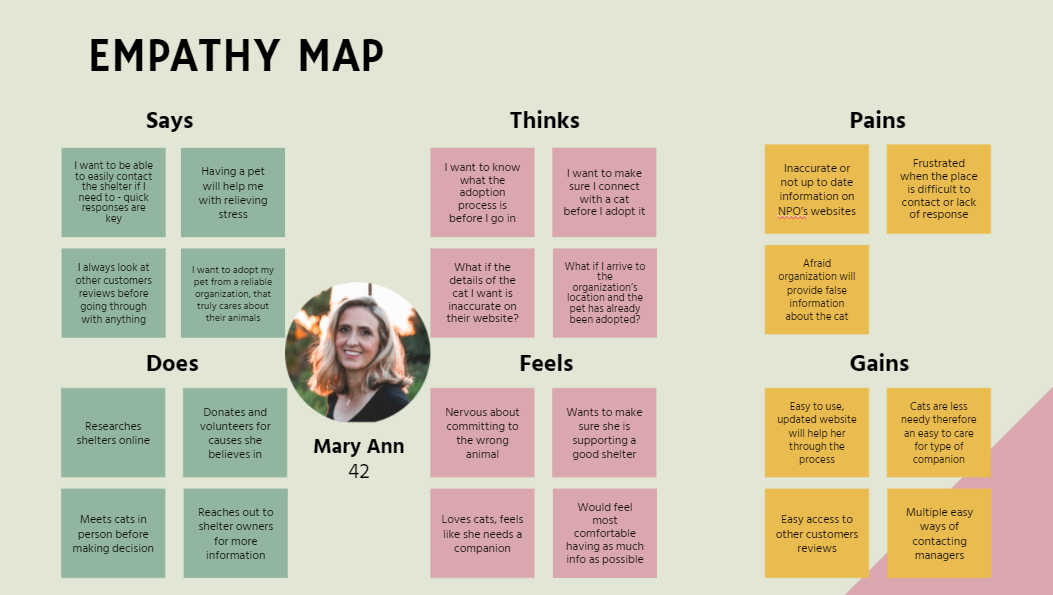 EMPATHY MAP
Says
I want to be able
to easily contact
the shelter if I
need to - quick
responses are
key
Having a pet
will help me
with relieving
stress
I always look at
other customers
reviews before
going through
with anything
I want to adopt my
pet from a reliable
organization, that
truly cares about
their animals
Thinks
I want to know
what the
adoption
process is
before I go in
I want to make
sure I connect
with a cat
before I adopt it
What if the
details of the
cat I want is
inaccurate on
their website?
What if I arrive to
the
organization's
location and the
pet has already
been adopted?
Pains
Inaccurate or
not up to date
information on
NPO's websites
Frustrated
when the place
is difficult to
contact or lack
of response
Afraid
organization will
provide false
information
about the cat
Does
Researches
shelters online
Donates and
volunteers for
causes she
believes in
Meets cats in
person before
making decision
Reaches out to
shelter owners
for more
information
Mary Ann
42
Feels
Nervous about
committing to
the wrong
animal
Wants to make
sure she is
supporting a
good shelter
Loves cats, feels
like she needs a
companion
Would feel
most
comfortable
having as much
info as possible
Gains
Easy to use,
updated website
will help her
through the
process
Cats are less
needy therefore
an easy to care
for type of
companion
Easy access to
other customers
reviews
Multiple easy
ways of
contacting
managers